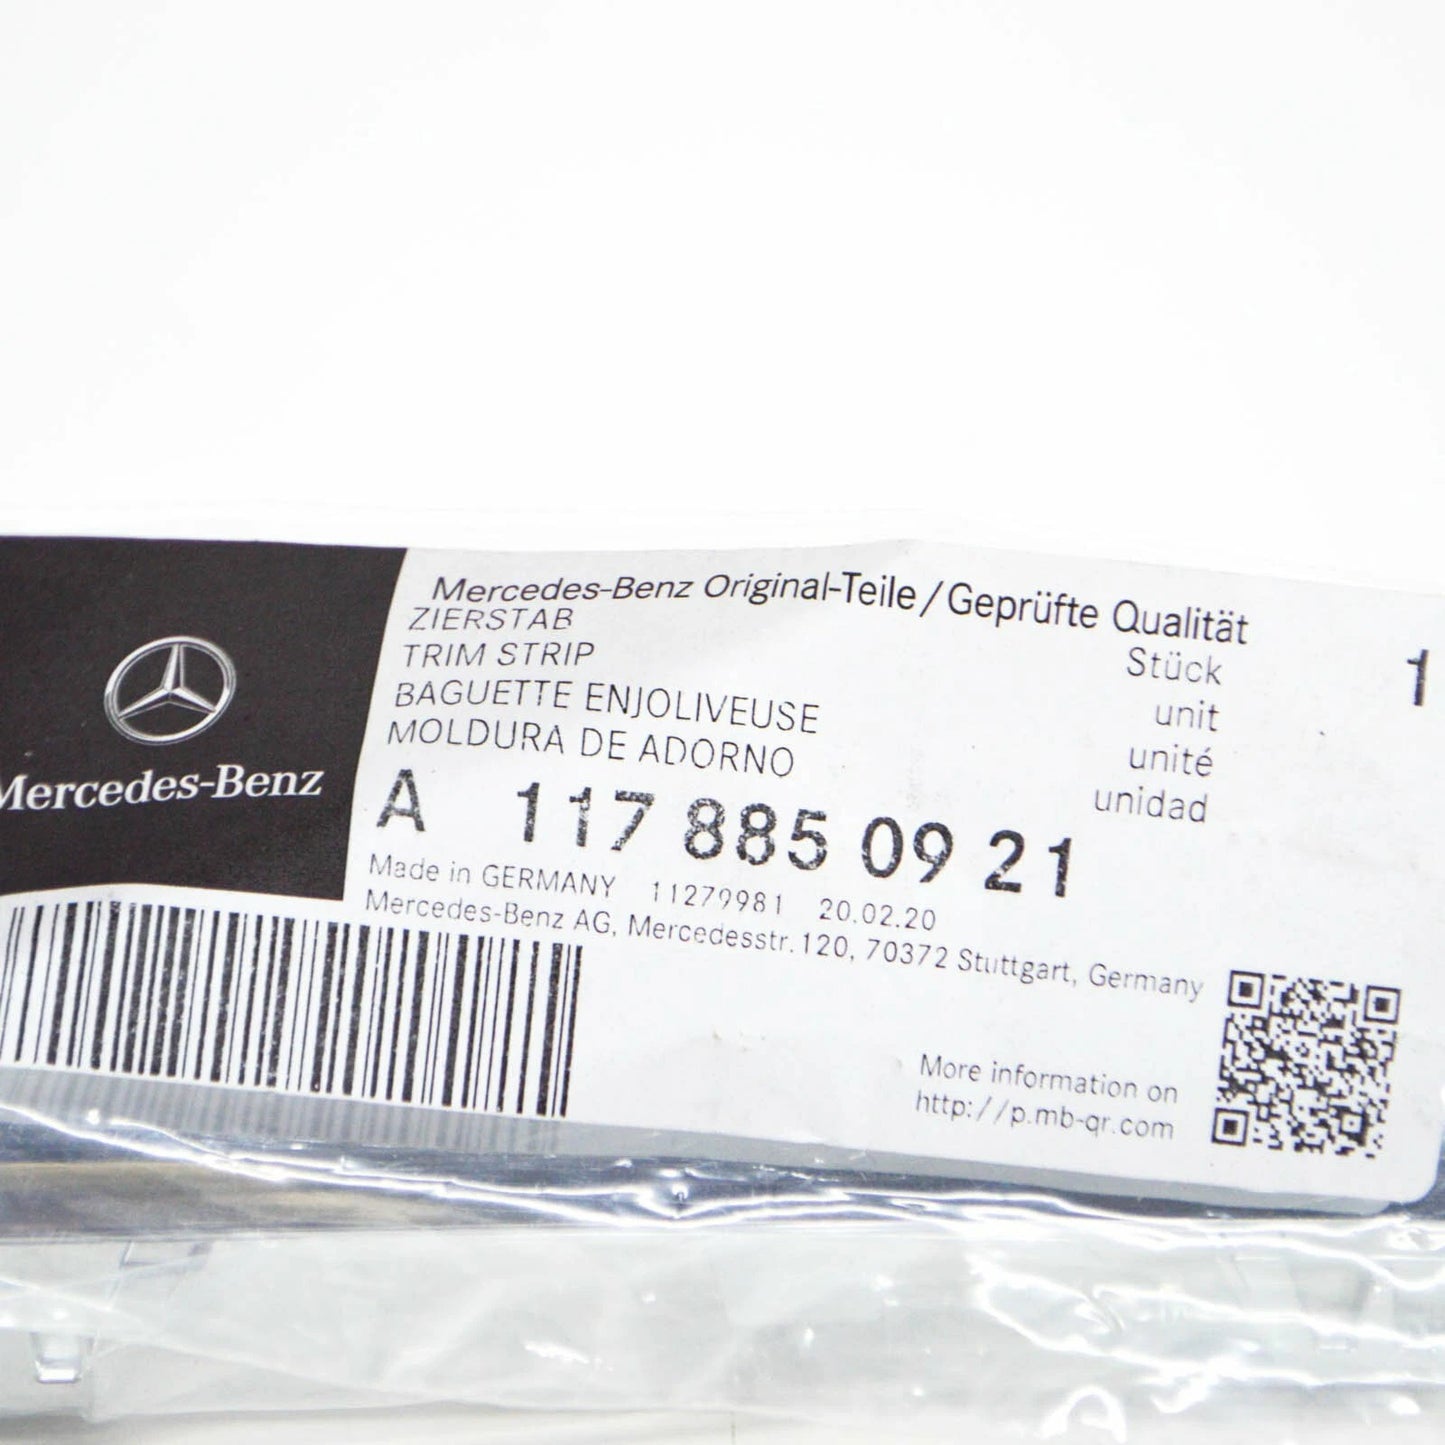 Mercedes-Benz
Mercedes-Benz Original-Teile/Geprüfte Qualität
ZIERSTAB
TRIM STRIP
BAGUETTE ENJOLIVEUSE
MOLDURA DE ADORNO
Stück 1
unit
unité
unidad
A 117 885 09 21
Made in GERMANY 11279981 20.02.20
Mercedes-Benz AG, Mercedesstr.120, 70372 Stuttgart, Germany
More information on
http://p.mb-qr.com